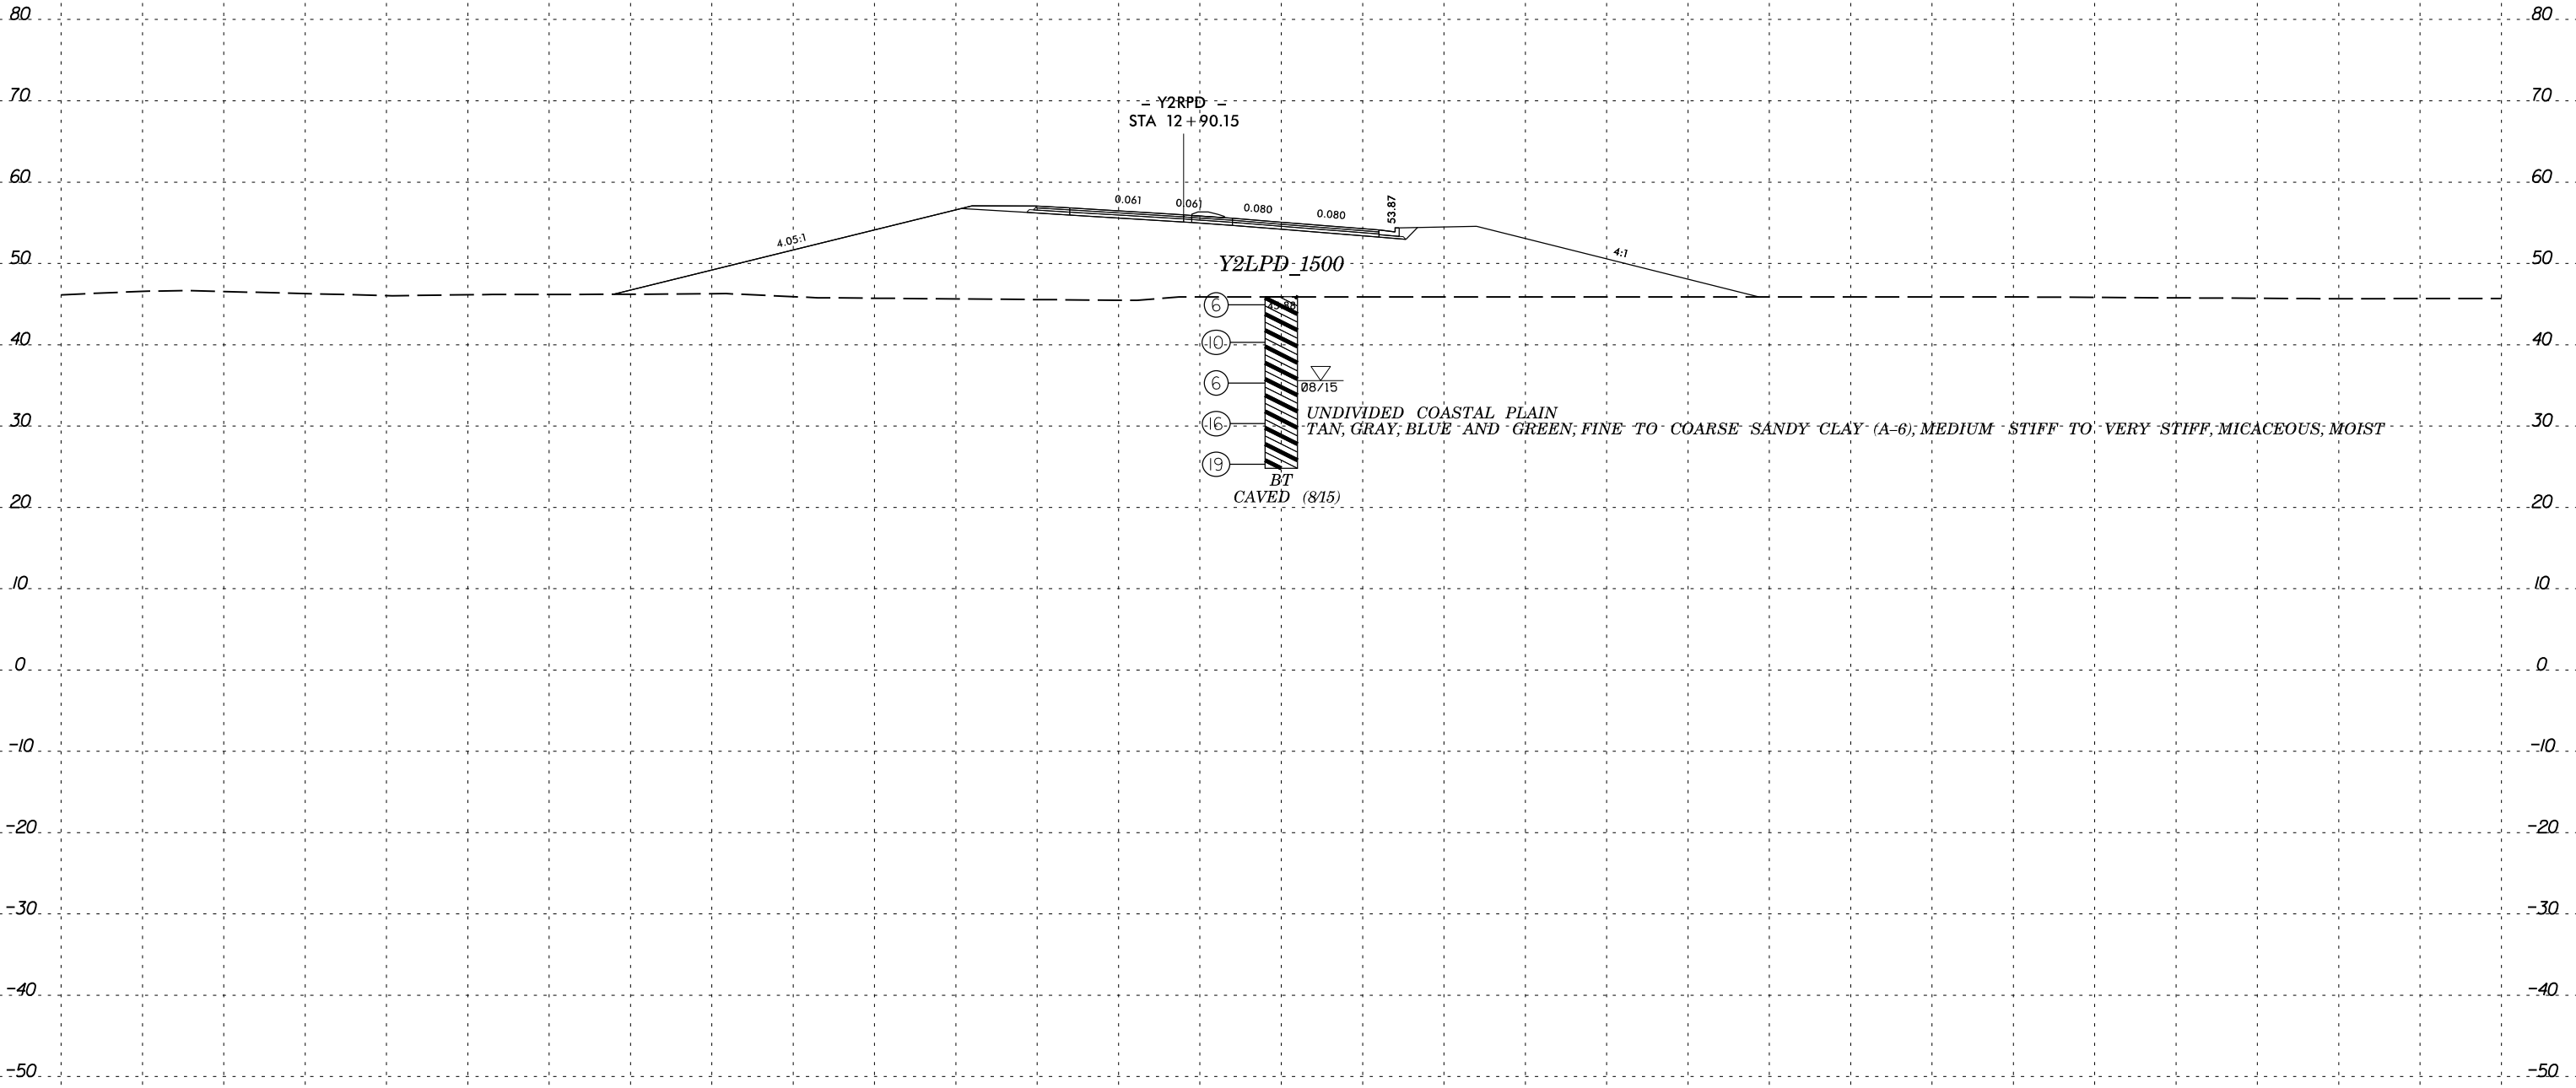 80 80
70 70
– Y2RPD –
STA 12+90.15
60 60
0.061 0.061 0.080 0.080 53.87
4.05:1 4:1
50 Y2LPD_1500 50
6
40 10 40
6 08/15
UNDIVIDED COASTAL PLAIN
30 16 TAN, GRAY, BLUE AND GREEN, FINE TO COARSE SANDY CLAY (A-6), MEDIUM STIFF TO VERY STIFF, MICACEOUS, MOIST 30
19
BT
CAVED (8/15)
20 20
10 10
0 0
-10 -10
-20 -20
-30 -30
-40 -40
-50 -50